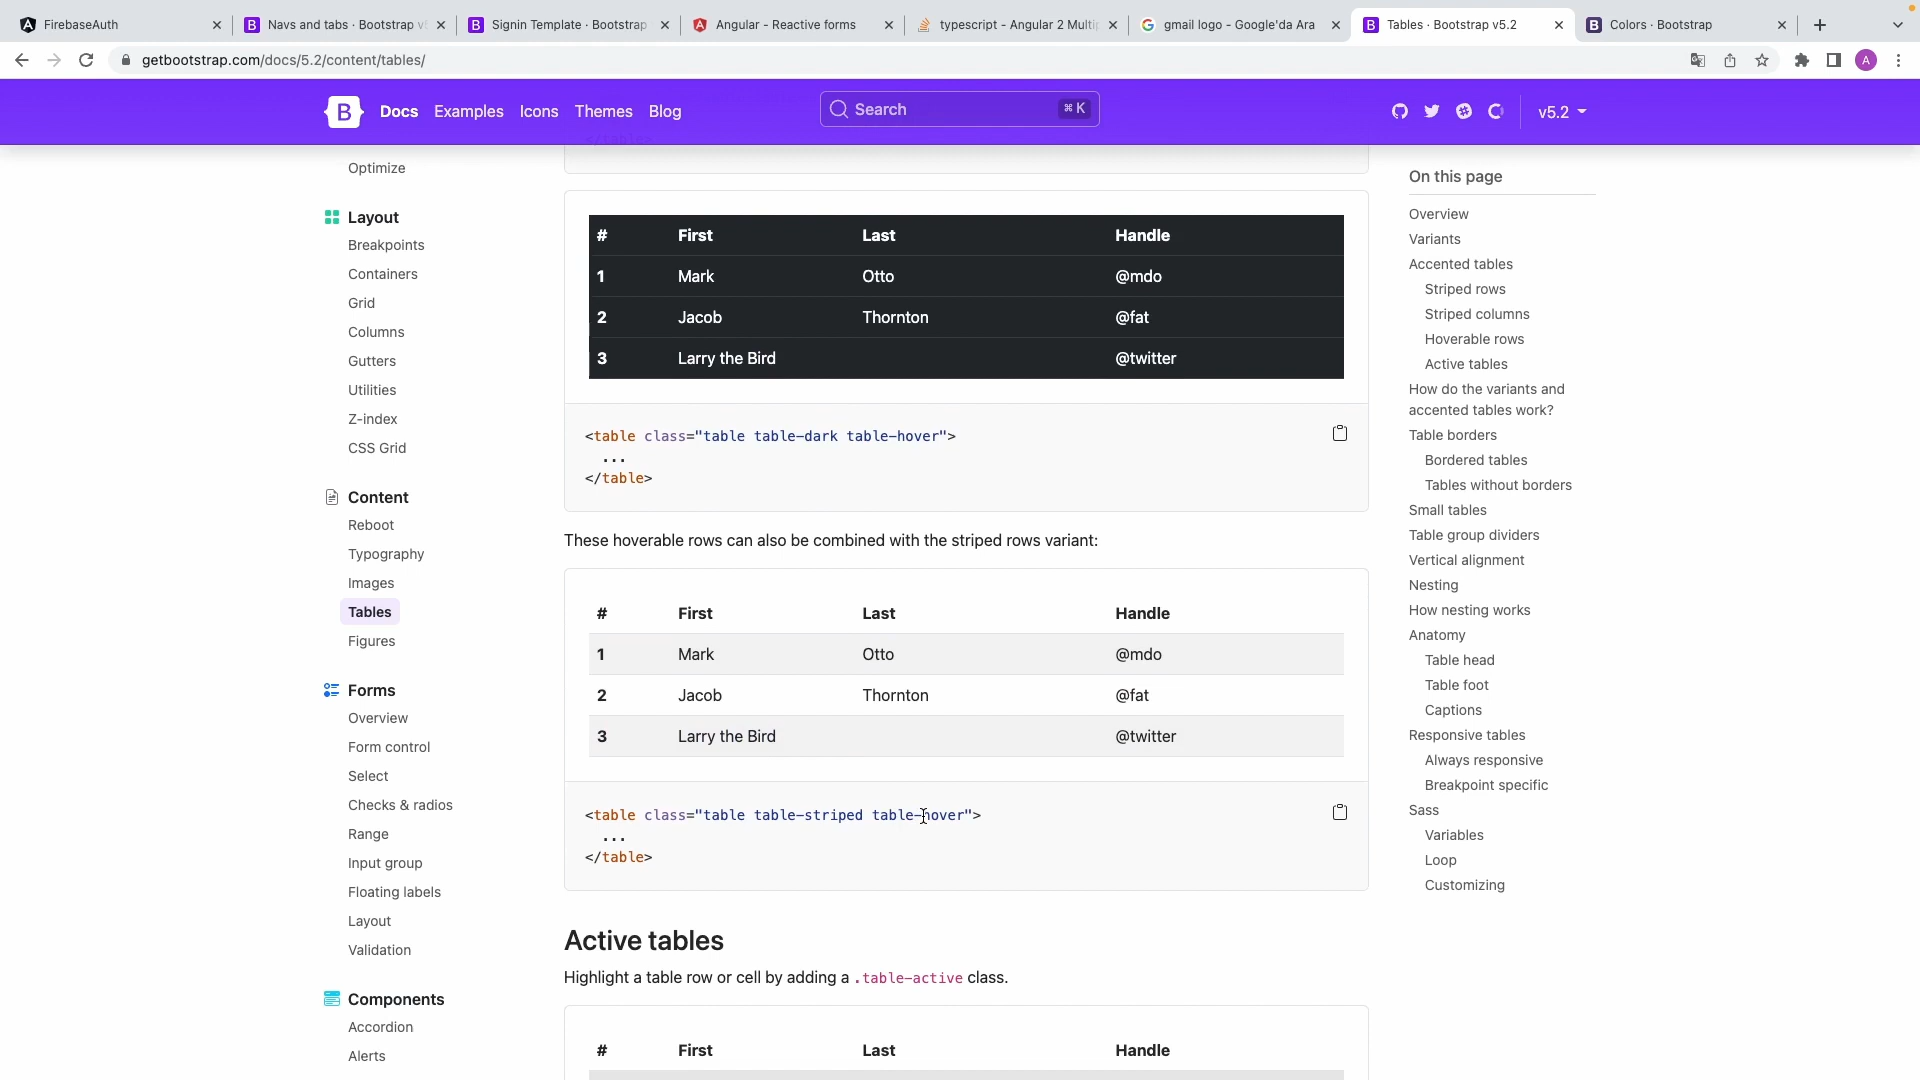 FirebaseAuth
Navs and tabs · Bootstrap v
Signin Template · Bootstrap
Angular - Reactive forms
typescript - Angular 2 Multip
gmail logo - Google'da Ara
Tables · Bootstrap v5.2
Colors · Bootstrap
getbootstrap.com/docs/5.2/content/tables/
A
B
Docs
Examples
Icons
Themes
Blog
Search
⌘ K
v5.2
Optimize
Layout
Breakpoints
Containers
Grid
Columns
Gutters
Utilities
Z-index
CSS Grid
Content
Reboot
Typography
Images
Tables
Figures
Forms
Overview
Form control
Select
Checks & radios
Range
Input group
Floating labels
Layout
Validation
Components
Accordion
Alerts
</table>
# First Last Handle
1 Mark Otto @mdo
2 Jacob Thornton @fat
3 Larry the Bird @twitter
<table class="table table-dark table-hover">
...
</table>
These hoverable rows can also be combined with the striped rows variant:
# First Last Handle
1 Mark Otto @mdo
2 Jacob Thornton @fat
3 Larry the Bird @twitter
<table class="table table-striped table-hover">
...
</table>
Active tables
Highlight a table row or cell by adding a .table-active class.
# First Last Handle
On this page
Overview
Variants
Accented tables
Striped rows
Striped columns
Hoverable rows
Active tables
How do the variants and
accented tables work?
Table borders
Bordered tables
Tables without borders
Small tables
Table group dividers
Vertical alignment
Nesting
How nesting works
Anatomy
Table head
Table foot
Captions
Responsive tables
Always responsive
Breakpoint specific
Sass
Variables
Loop
Customizing